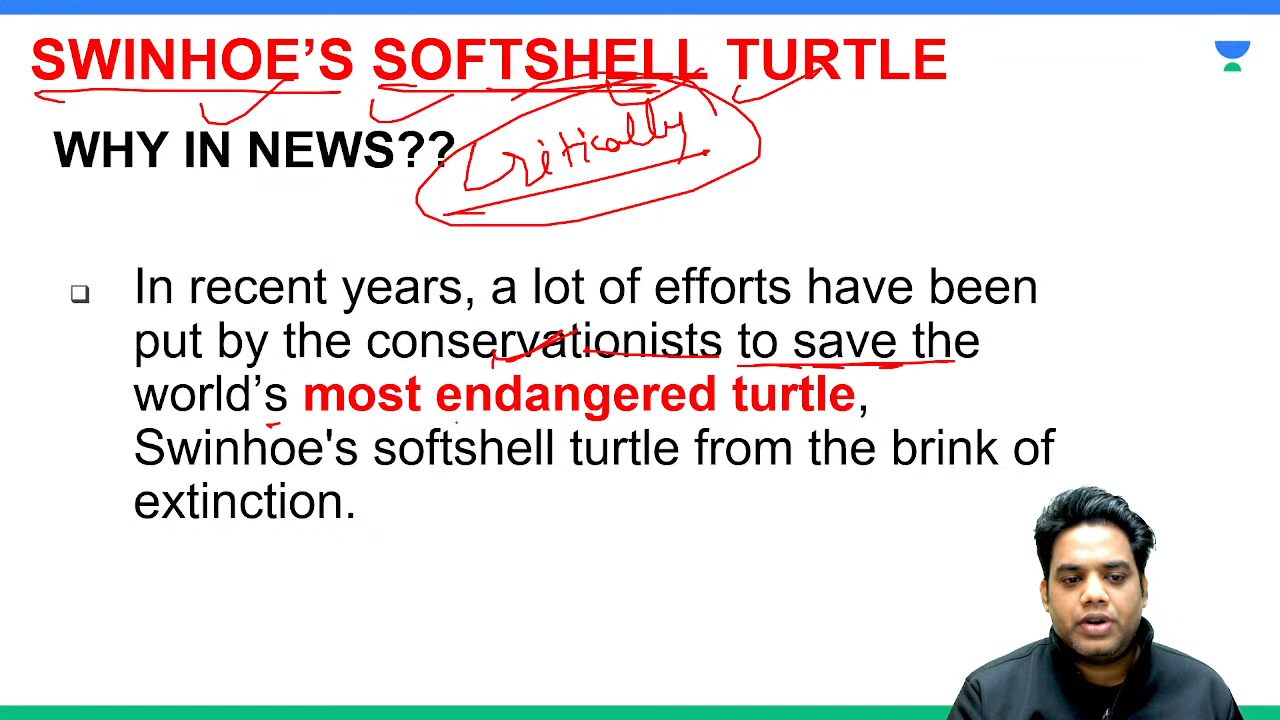 SWINHOE’S SOFTSHELL TURTLE
WHY IN NEWS??
Critically
In recent years, a lot of efforts have been
put by the conservationists to save the
world’s most endangered turtle,
Swinhoe's softshell turtle from the brink of
extinction.